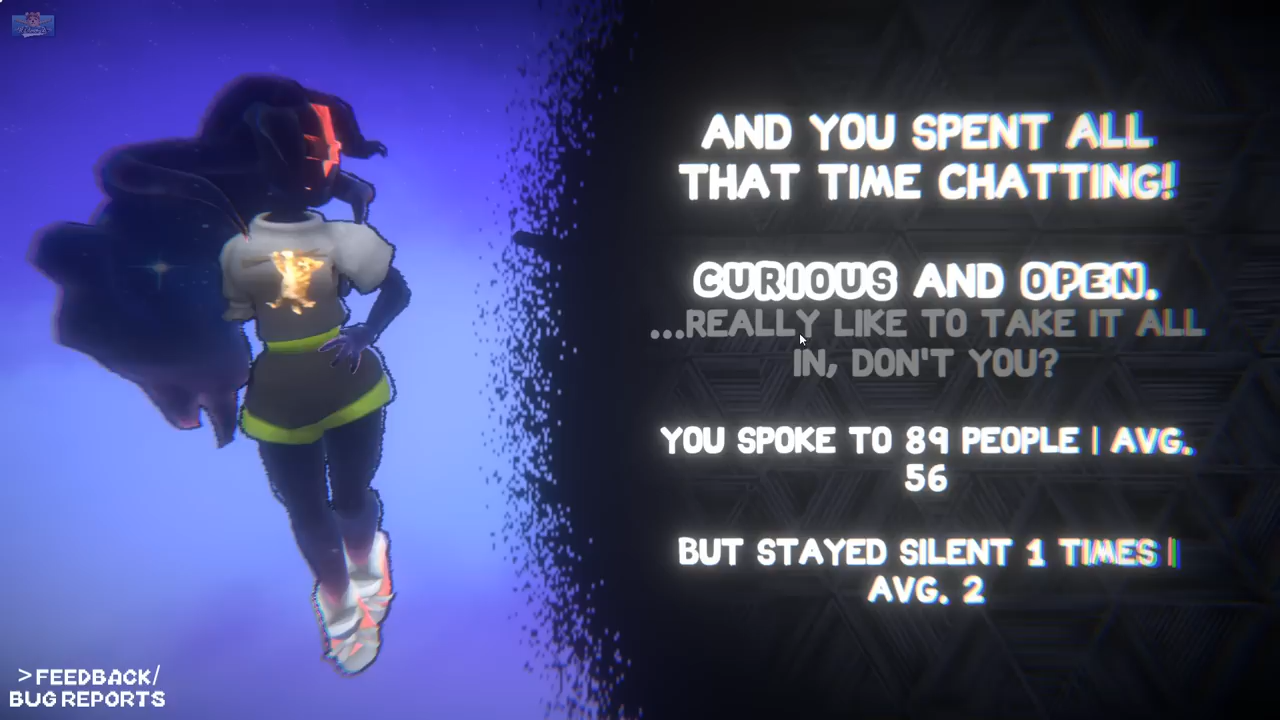 AND YOU SPENT ALL
THAT TIME CHATTING!
CURIOUS AND OPEN.
...REALLY LIKE TO TAKE IT ALL
IN, DON'T YOU?
YOU SPOKE TO 89 PEOPLE | AVG.
56
BUT STAYED SILENT 1 TIMES |
AVG. 2
>FEEDBACK/
BUG REPORTS